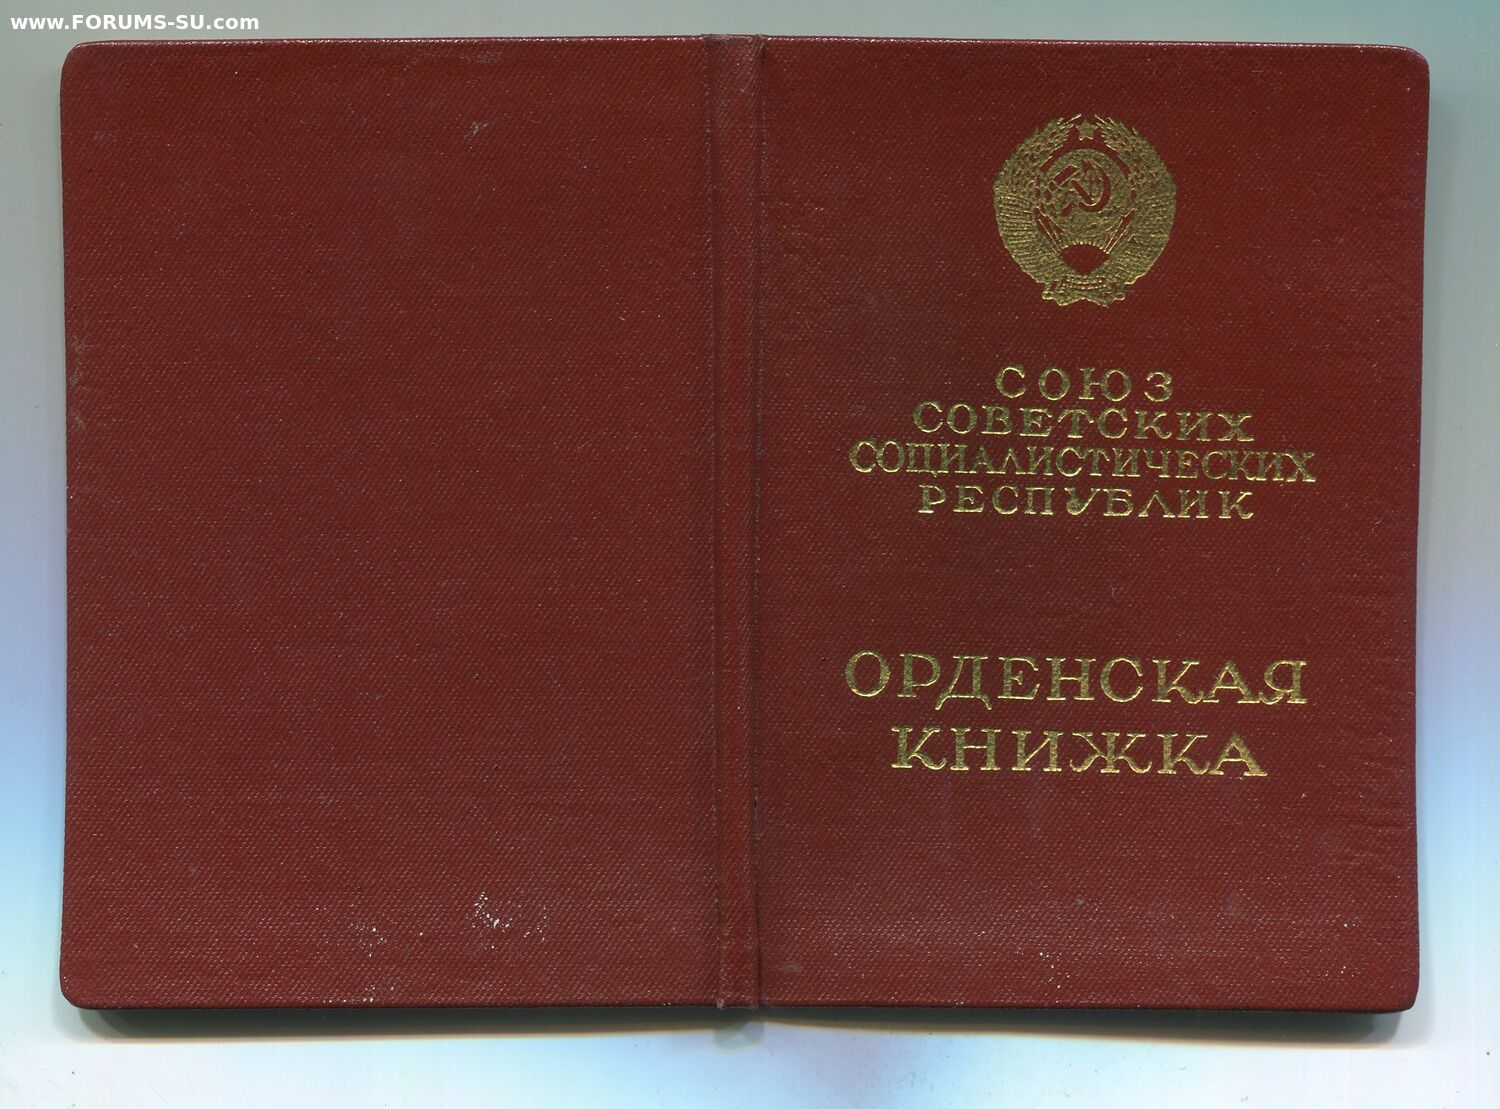 www.FORUMS-SU.com
СОЮЗ
СОВЕТСКИХ
СОЦИАЛИСТИЧЕСКИХ
РЕСПУБЛИК
ОРДЕНСКАЯ
КНИЖКА